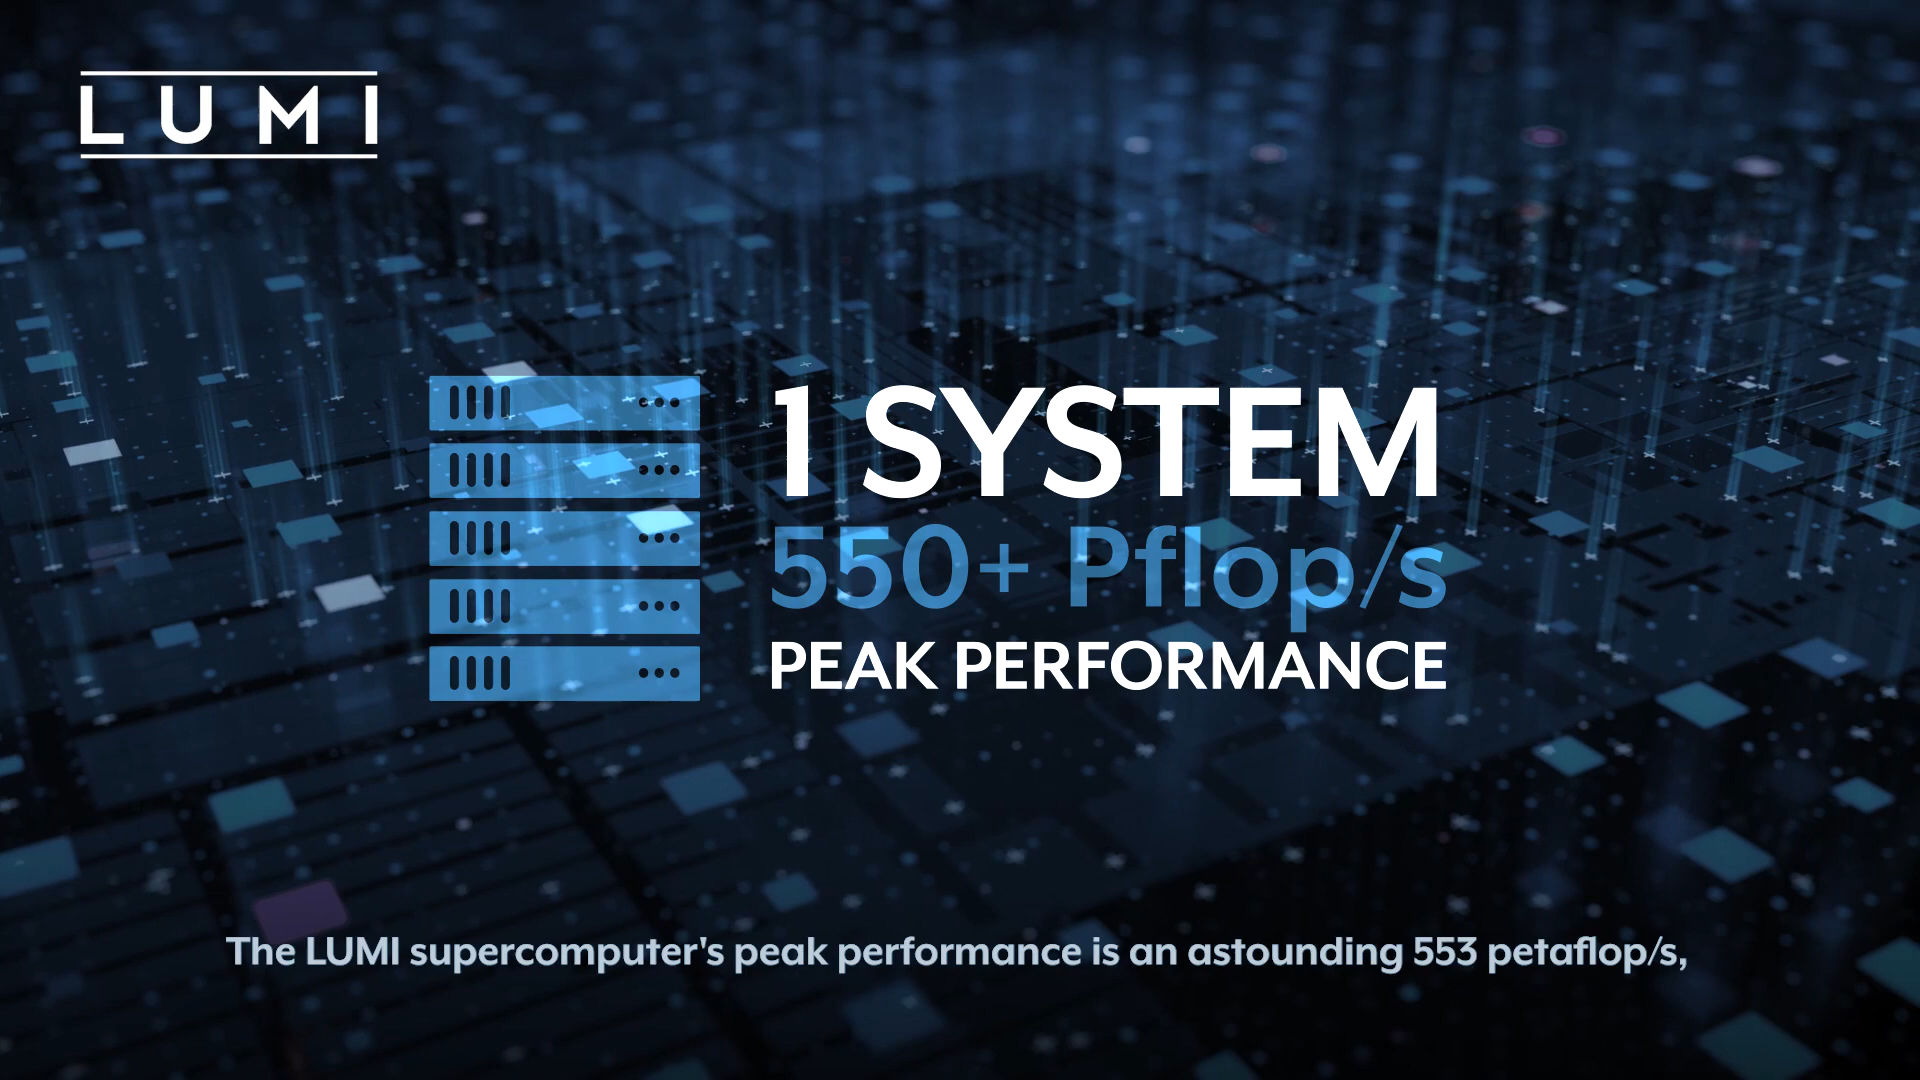 LUMI
1 SYSTEM
550+ Pflop/s
PEAK PERFORMANCE
The LUMI supercomputer's peak performance is an astounding 553 petaflop/s,